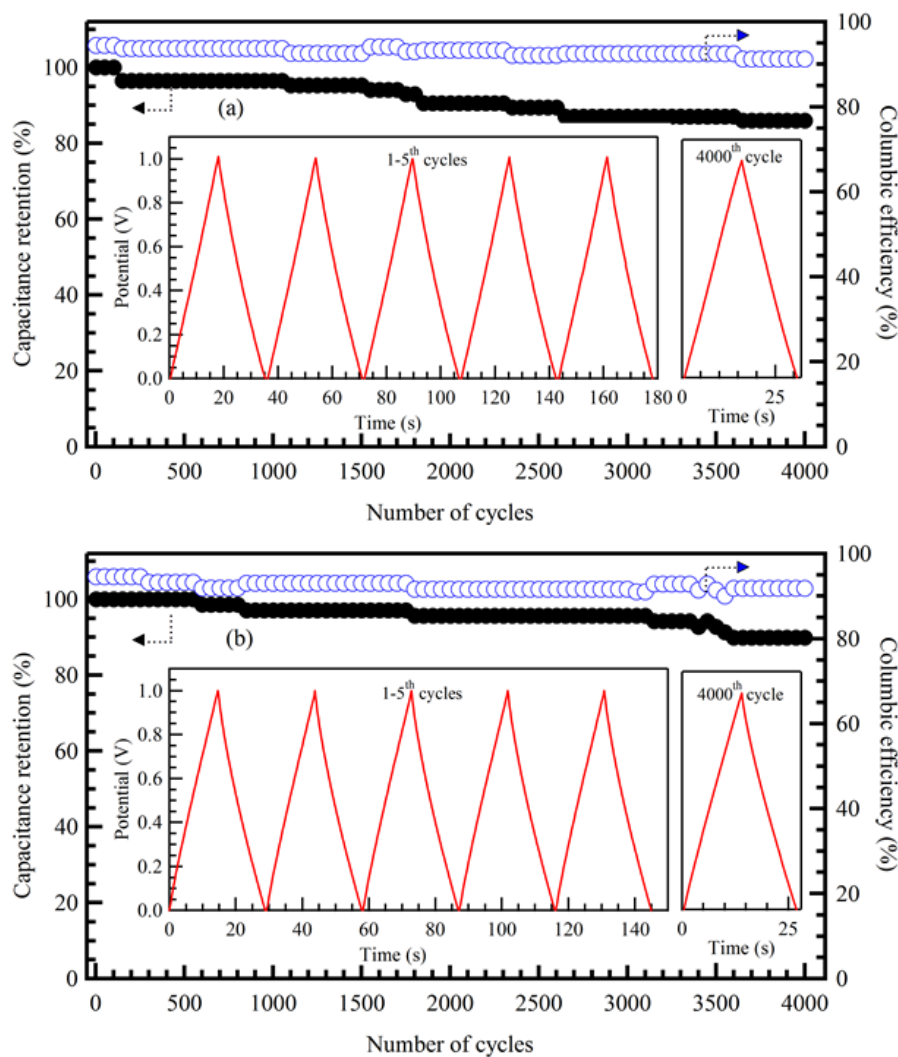 100
100
80
80
60
60
40
40
20
20
0
0
Capacitance retention (%)
Columbic efficiency (%)
(a)
1.0
0.8
0.6
0.4
0.2
0.0
Potential (V)
1-5th cycles
0 20 40 60 80 100 120 140 160 180
Time (s)
4000th
cycle
0 25
Time (s)
0 500 1000 1500 2000 2500 3000 3500 4000
Number of cycles
100
100
80
80
60
60
40
40
20
20
0
0
Capacitance retention (%)
Columbic efficiency (%)
(b)
1.0
0.8
0.6
0.4
0.2
0.0
Potential (V)
1-5th cycles
0 20 40 60 80 100 120 140
Time (s)
4000th
cycle
0 25
Time (s)
0 500 1000 1500 2000 2500 3000 3500 4000
Number of cycles